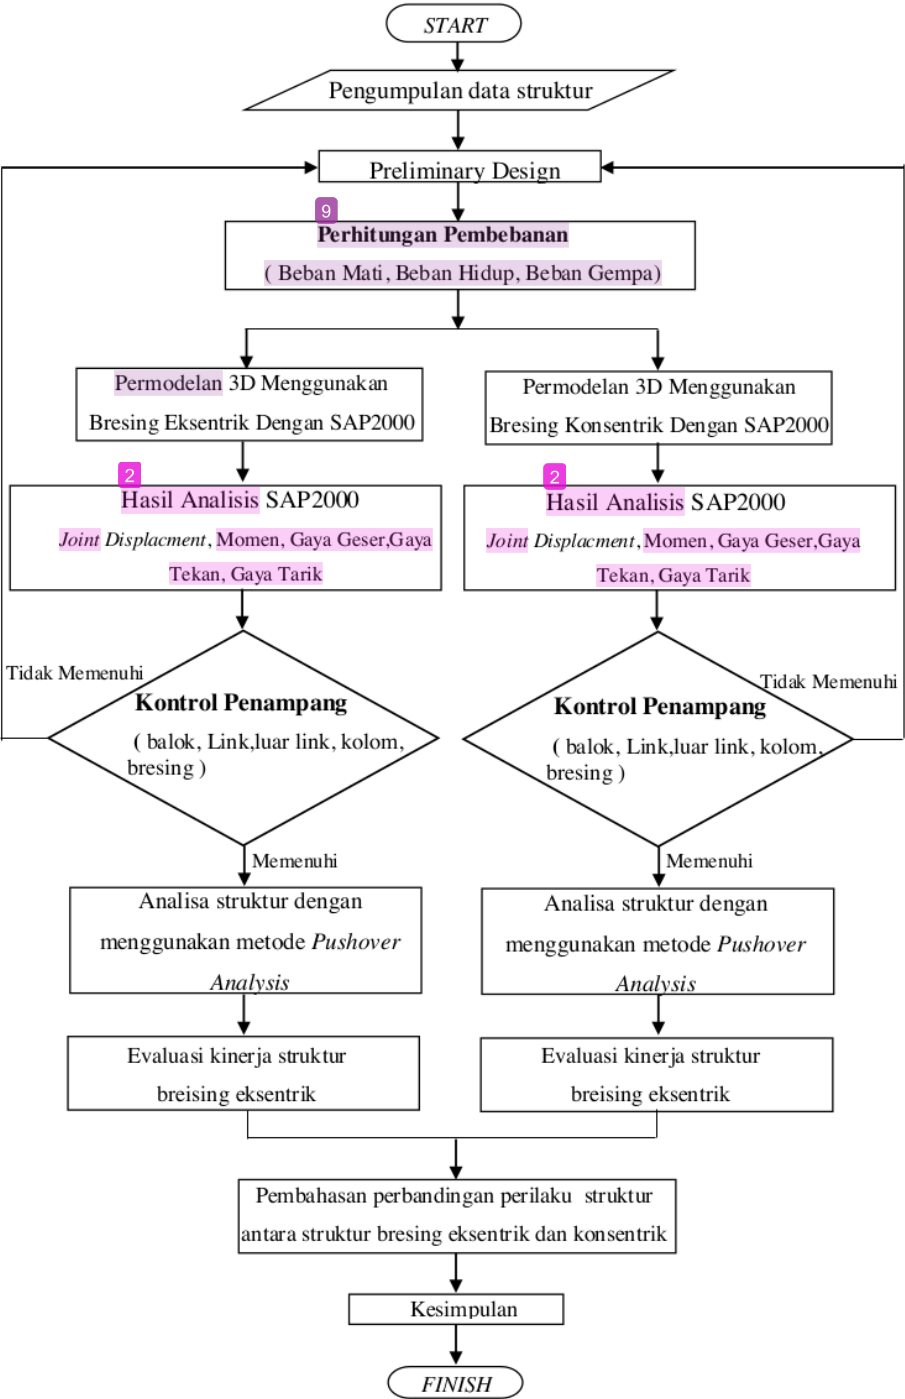 START
Pengumpulan data struktur
Preliminary Design
9
Perhitungan Pembebanan
( Beban Mati, Beban Hidup, Beban Gempa)
Permodelan 3D Menggunakan
Bresing Eksentrik Dengan SAP2000
Permodelan 3D Menggunakan
Bresing Konsentrik Dengan SAP2000
2
Hasil Analisis SAP2000
Joint Displacment, Momen, Gaya Geser,Gaya
Tekan, Gaya Tarik
2
Hasil Analisis SAP2000
Joint Displacment, Momen, Gaya Geser,Gaya
Tekan, Gaya Tarik
Tidak Memenuhi
Kontrol Penampang
( balok, Link,luar link, kolom,
bresing )
Tidak Memenuhi
Kontrol Penampang
( balok, Link,luar link, kolom,
bresing )
Memenuhi
Memenuhi
Analisa struktur dengan
menggunakan metode Pushover
Analysis
Analisa struktur dengan
menggunakan metode Pushover
Analysis
Evaluasi kinerja struktur
breising eksentrik
Evaluasi kinerja struktur
breising eksentrik
Pembahasan perbandingan perilaku struktur
antara struktur bresing eksentrik dan konsentrik
Kesimpulan
FINISH